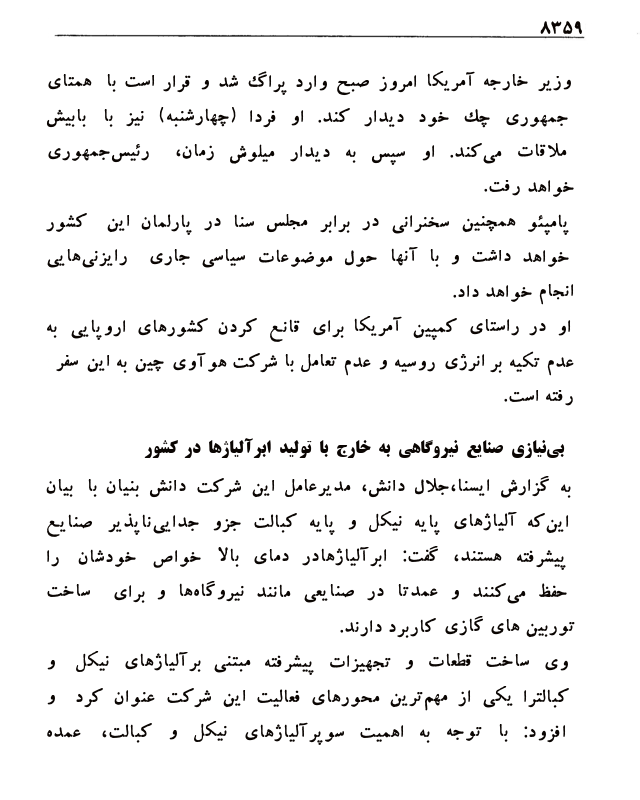 ۸۳۵۹
وزیر خارجه آمریکا امروز صبح وارد پراگ شد و قرار است با همتای
جمهوری چک خود دیدار کند. او فردا (چهارشنبه) نیز با بابیش
ملاقات می‌کند. او سپس به دیدار میلوش زمان، رئیس‌جمهوری
خواهد رفت.
پامپئو همچنین سخنرانی در برابر مجلس سنا در پارلمان این کشور
خواهد داشت و با آنها حول موضوعات سیاسی جاری رایزنی‌هایی
انجام خواهد داد.
او در راستای کمپین آمریکا برای قانع کردن کشورهای اروپایی به
عدم تکیه بر انرژی روسیه و عدم تعامل با شرکت هوآوی چین به این سفر
رفته است.
بی‌نیازی صنایع نیروگاهی به خارج با تولید ابرآلیاژها در کشور
به گزارش ایسنا،جلال دانش، مدیرعامل این شرکت دانش بنیان با بیان
این‌که آلیاژهای پایه نیکل و پایه کبالت جزو جدایی‌ناپذیر صنایع
پیشرفته هستند، گفت: ابرآلیاژهادر دمای بالا خواص خودشان را
حفظ می‌کنند و عمدتا در صنایعی مانند نیروگاه‌ها و برای ساخت
توربین های گازی کاربرد دارند.
وی ساخت قطعات و تجهیزات پیشرفته مبتنی برآلیاژهای نیکل و
کبالترا یکی از مهم‌ترین محورهای فعالیت این شرکت عنوان کرد و
افزود: با توجه به اهمیت سوپرآلیاژهای نیکل و کبالت، عمده